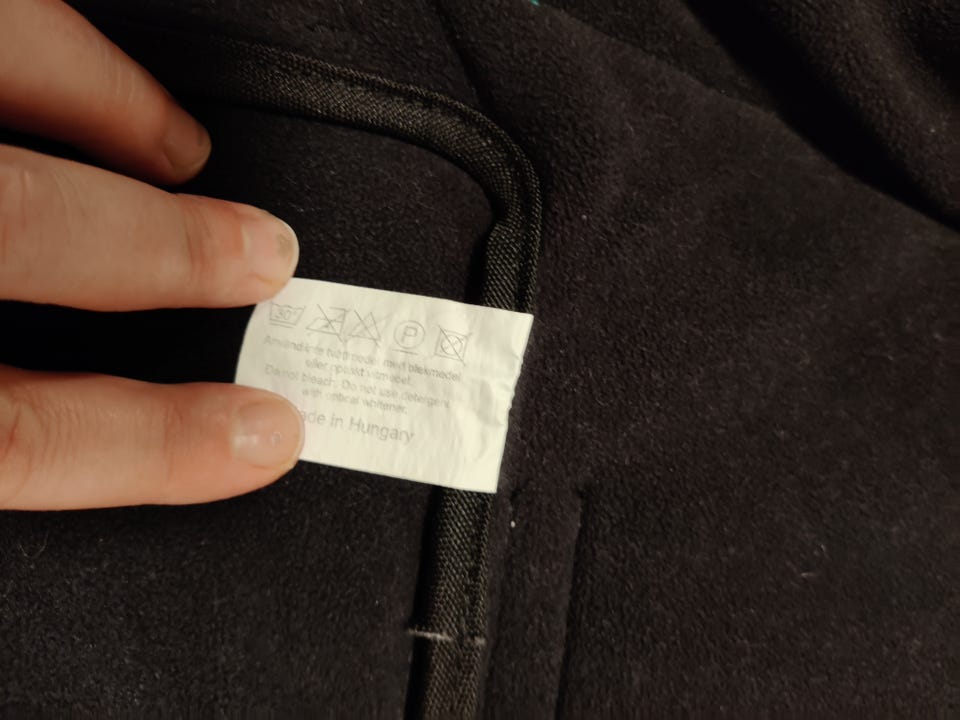 30°
P
Använd inte tvättmedel med blekmedel
eller optiskt vitmedel.
Do not bleach. Do not use detergent
with optical whitener.
ade in Hungary